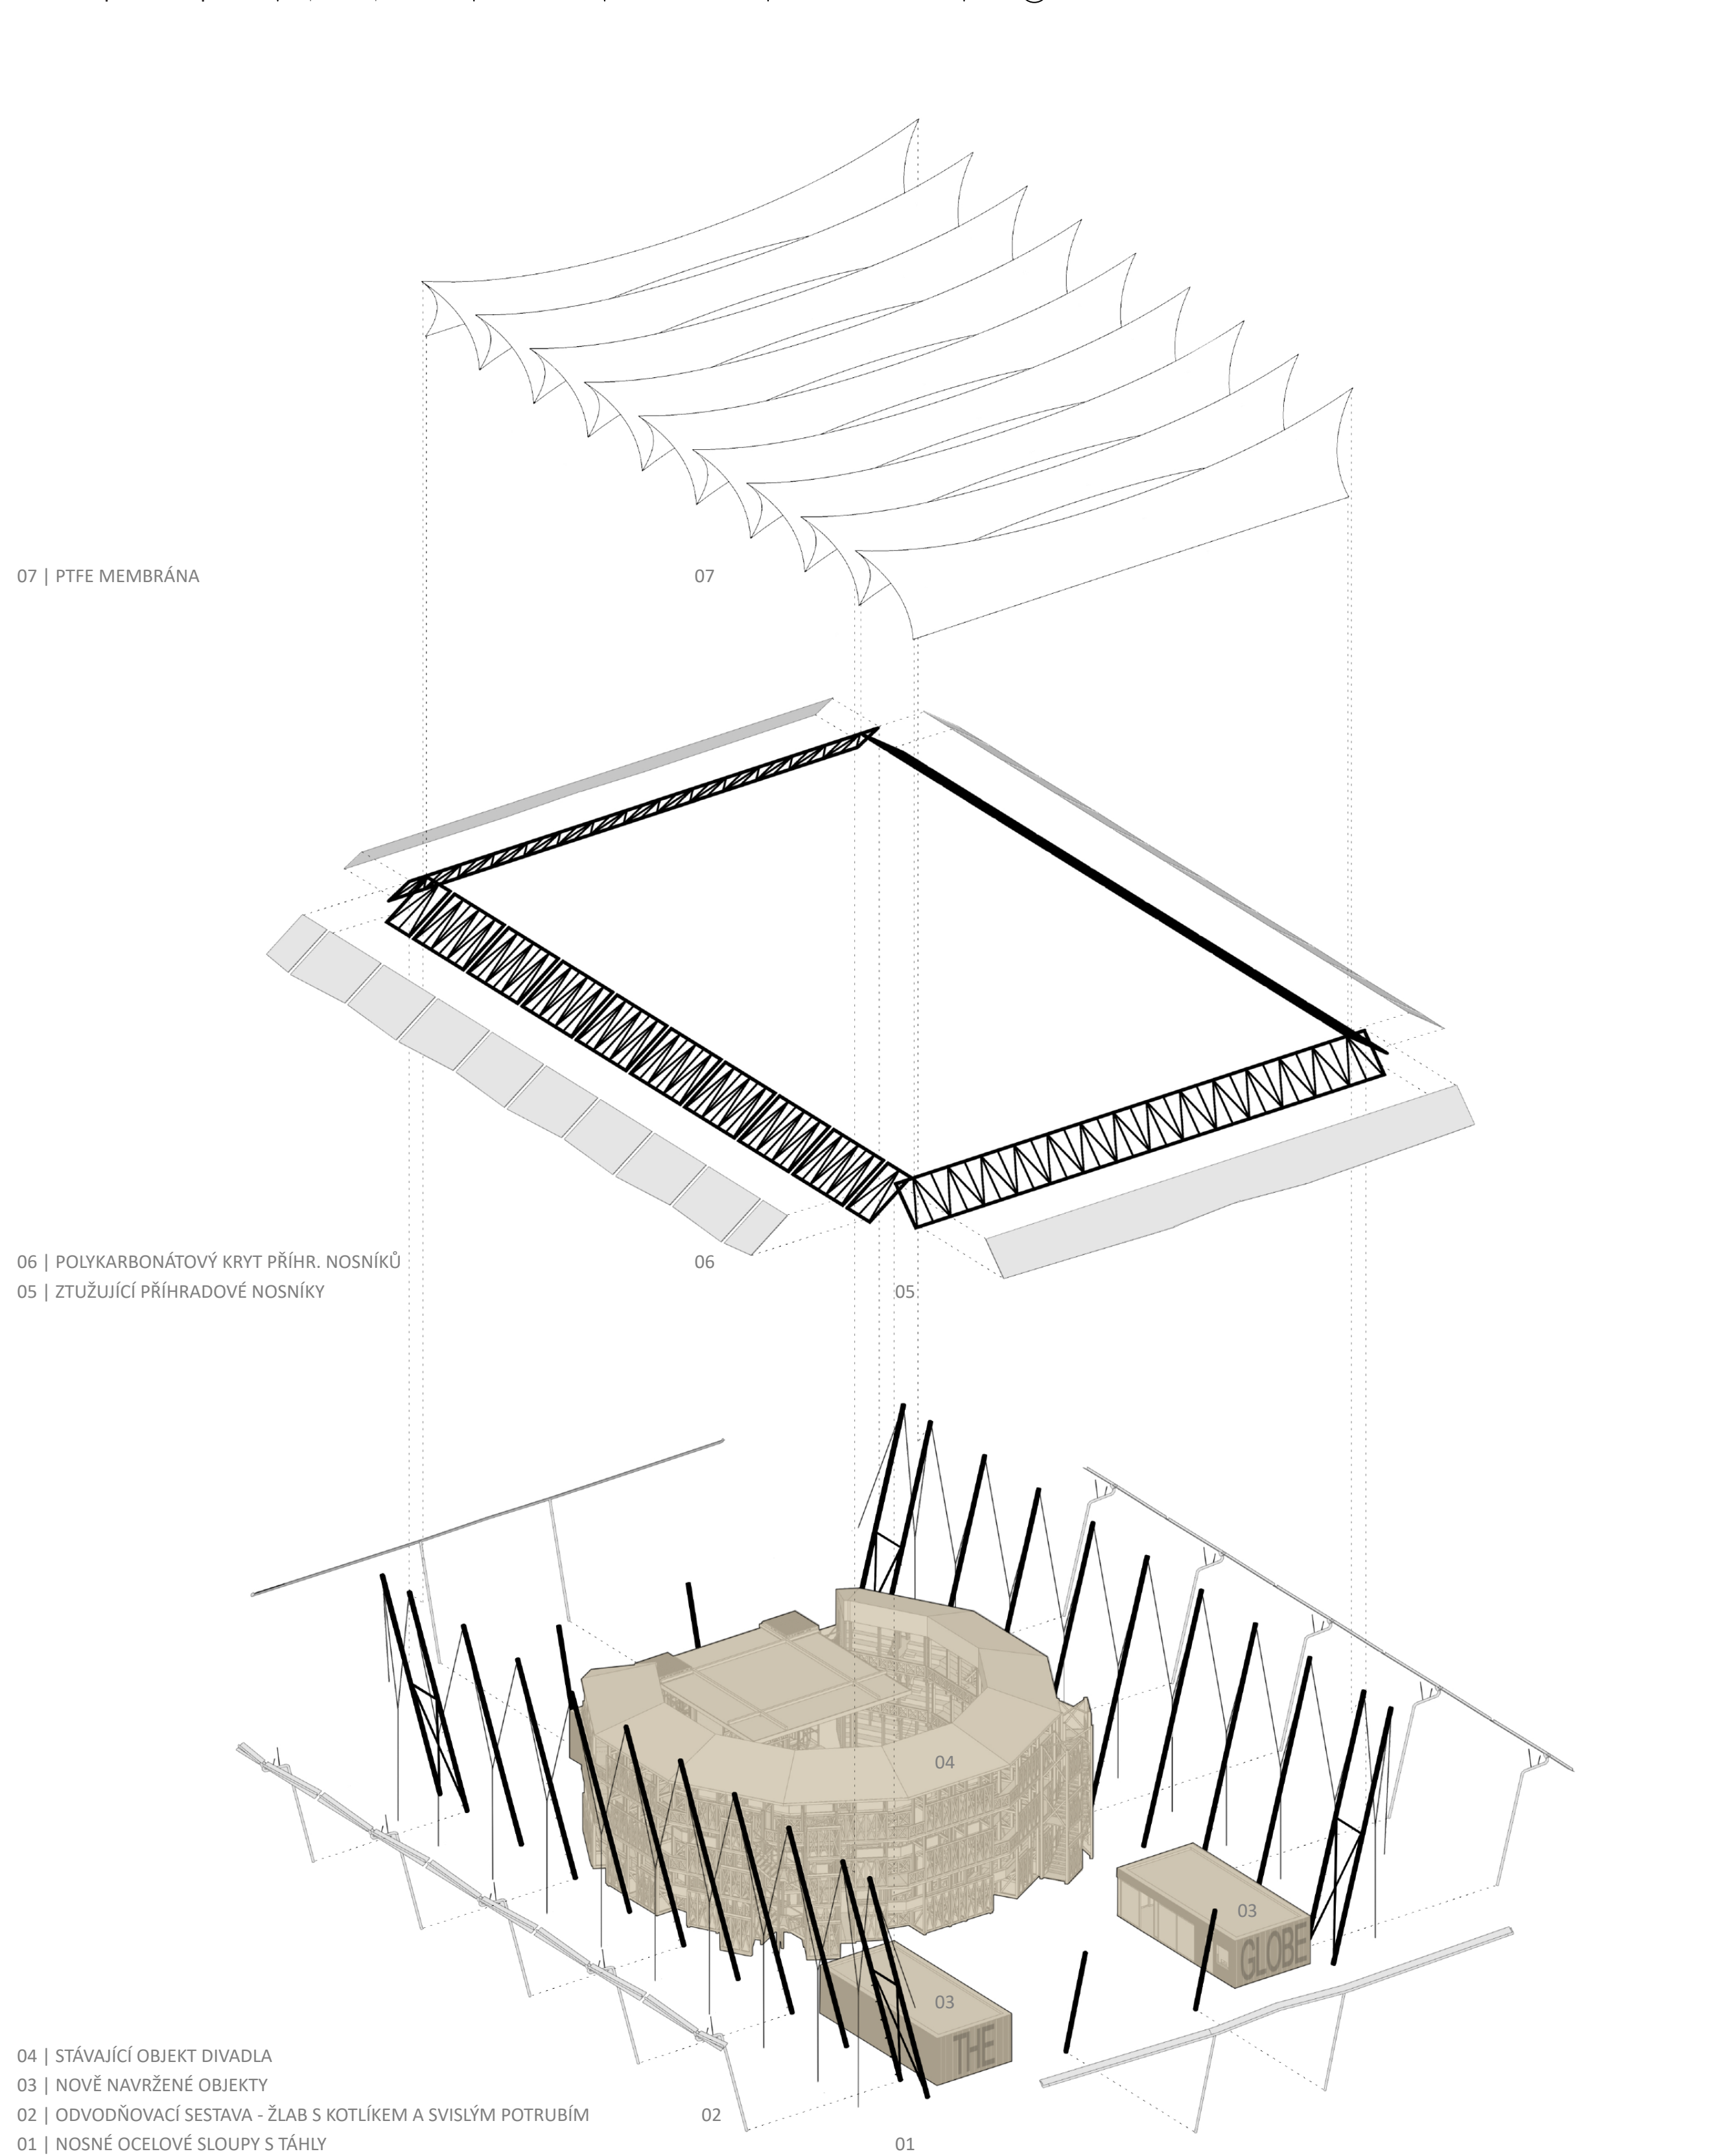 07 | PTFE MEMBRÁNA 07
06 | POLYKARBONÁTOVÝ KRYT PŘÍHR. NOSNÍKŮ 06
05 | ZTUŽUJÍCÍ PŘÍHRADOVÉ NOSNÍKY 05
04
03
GLOBE
03
THE
04 | STÁVAJÍCÍ OBJEKT DIVADLA
03 | NOVĚ NAVRŽENÉ OBJEKTY
02 | ODVODŇOVACÍ SESTAVA - ŽLAB S KOTLÍKEM A SVISLÝM POTRUBÍM 02
01 | NOSNÉ OCELOVÉ SLOUPY S TÁHLY 01